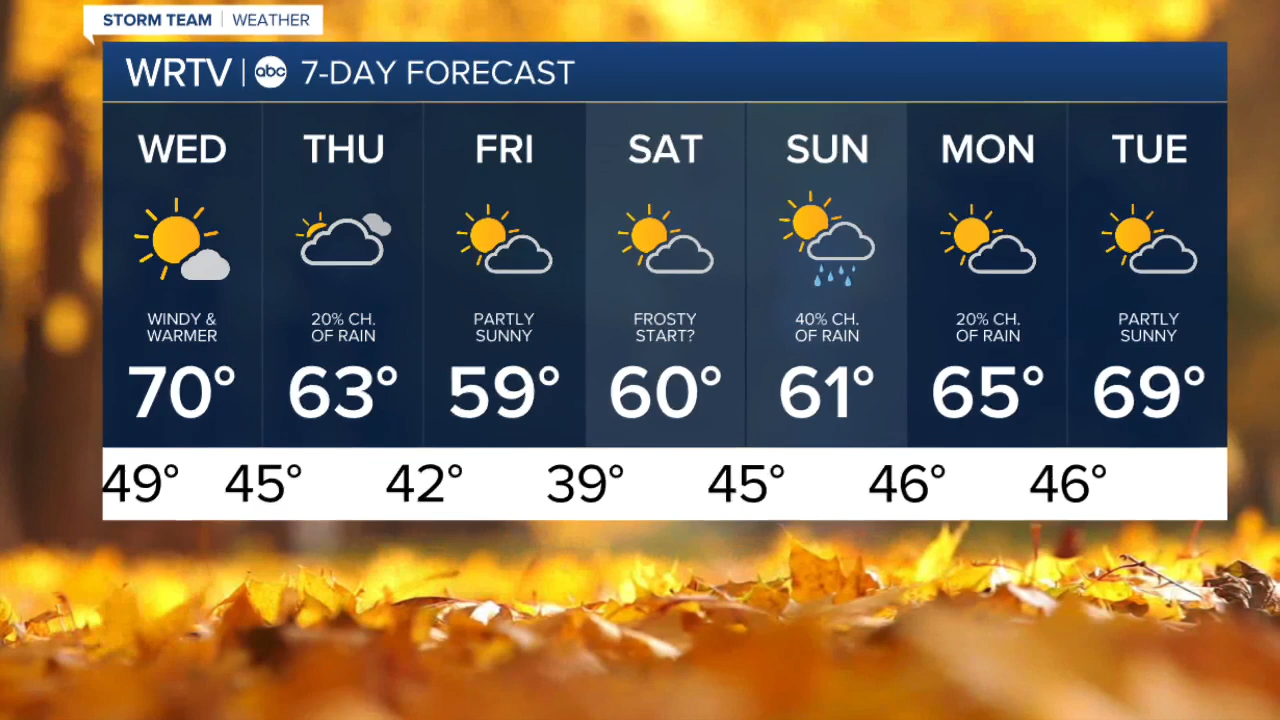 STORM TEAM | WEATHER
WRTV | abc 7-DAY FORECAST
WED THU FRI SAT SUN MON TUE
WINDY & 20% CH. PARTLY FROSTY 40% CH. 20% CH. PARTLY
WARMER OF RAIN SUNNY START? OF RAIN OF RAIN SUNNY
70° 63° 59° 60° 61° 65° 69°
49° 45° 42° 39° 45° 46° 46°